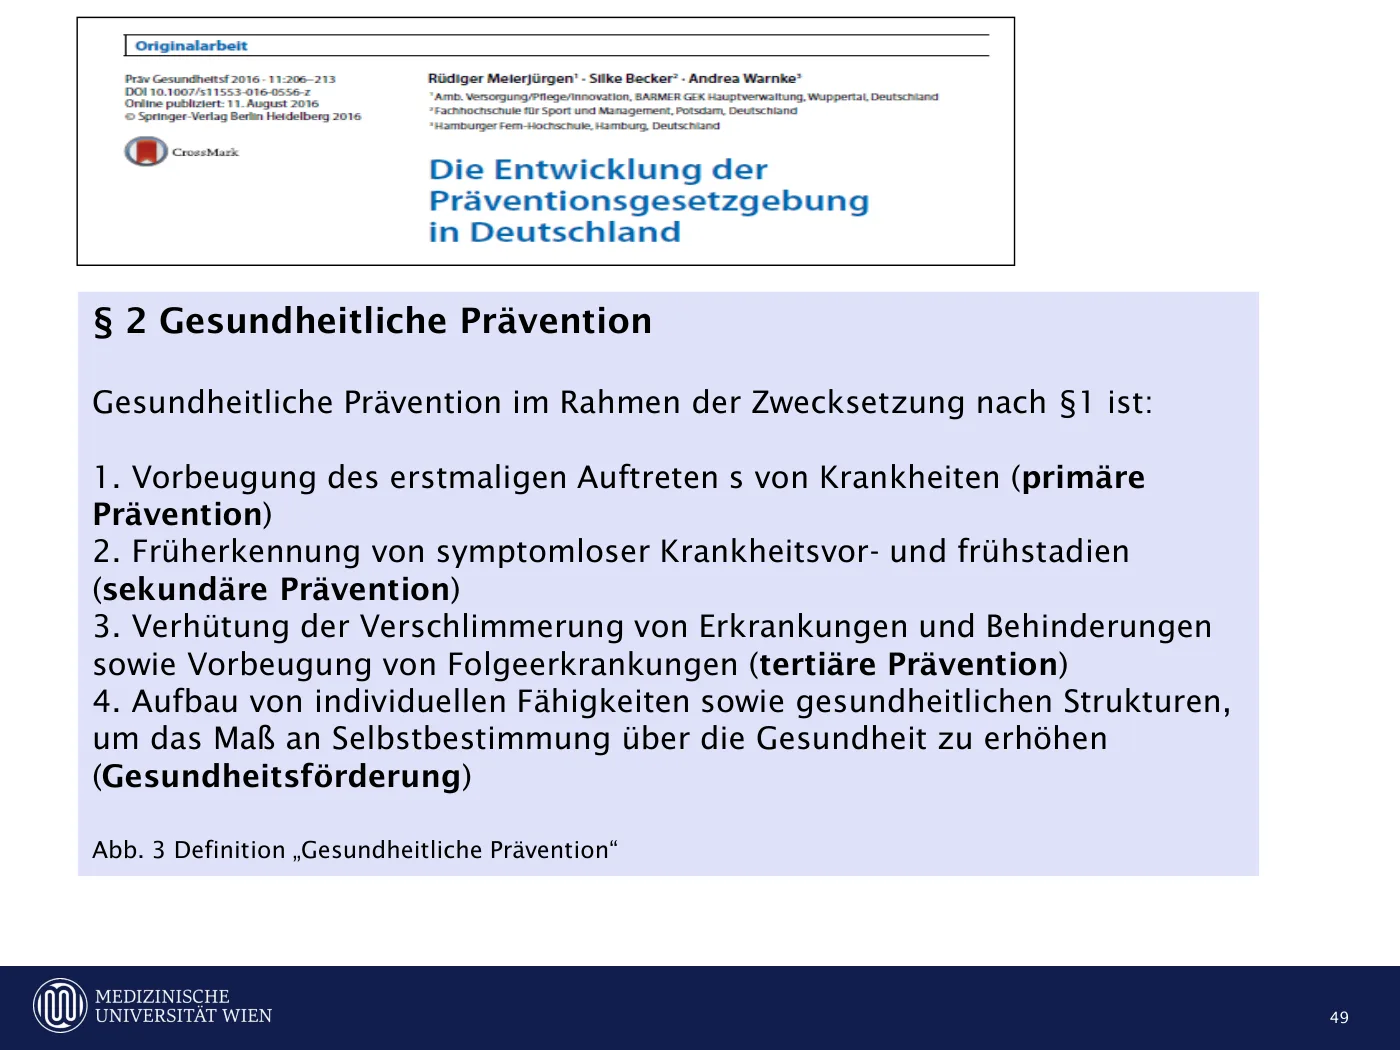 Originalarbeit
Präv Gesundheitsf 2016 · 11:206–213
DOI 10.1007/s11553-016-0556-z
Online publiziert: 11. August 2016
© Springer-Verlag Berlin Heidelberg 2016
CrossMark
Rüdiger Meierjürgen¹ · Silke Becker² · Andrea Warnke³
¹ Amb. Versorgung/Pflege/Innovation, BARMER GEK Hauptverwaltung, Wuppertal, Deutschland
² Fachhochschule für Sport und Management, Potsdam, Deutschland
³ Hamburger Fern-Hochschule, Hamburg, Deutschland
Die Entwicklung der
Präventionsgesetzgebung
in Deutschland
§ 2 Gesundheitliche Prävention
Gesundheitliche Prävention im Rahmen der Zwecksetzung nach §1 ist:
1. Vorbeugung des erstmaligen Auftreten s von Krankheiten (primäre
Prävention)
2. Früherkennung von symptomloser Krankheitsvor- und frühstadien
(sekundäre Prävention)
3. Verhütung der Verschlimmerung von Erkrankungen und Behinderungen
sowie Vorbeugung von Folgeerkrankungen (tertiäre Prävention)
4. Aufbau von individuellen Fähigkeiten sowie gesundheitlichen Strukturen,
um das Maß an Selbstbestimmung über die Gesundheit zu erhöhen
(Gesundheitsförderung)
Abb. 3 Definition „Gesundheitliche Prävention“
MEDIZINISCHE
UNIVERSITÄT WIEN
49